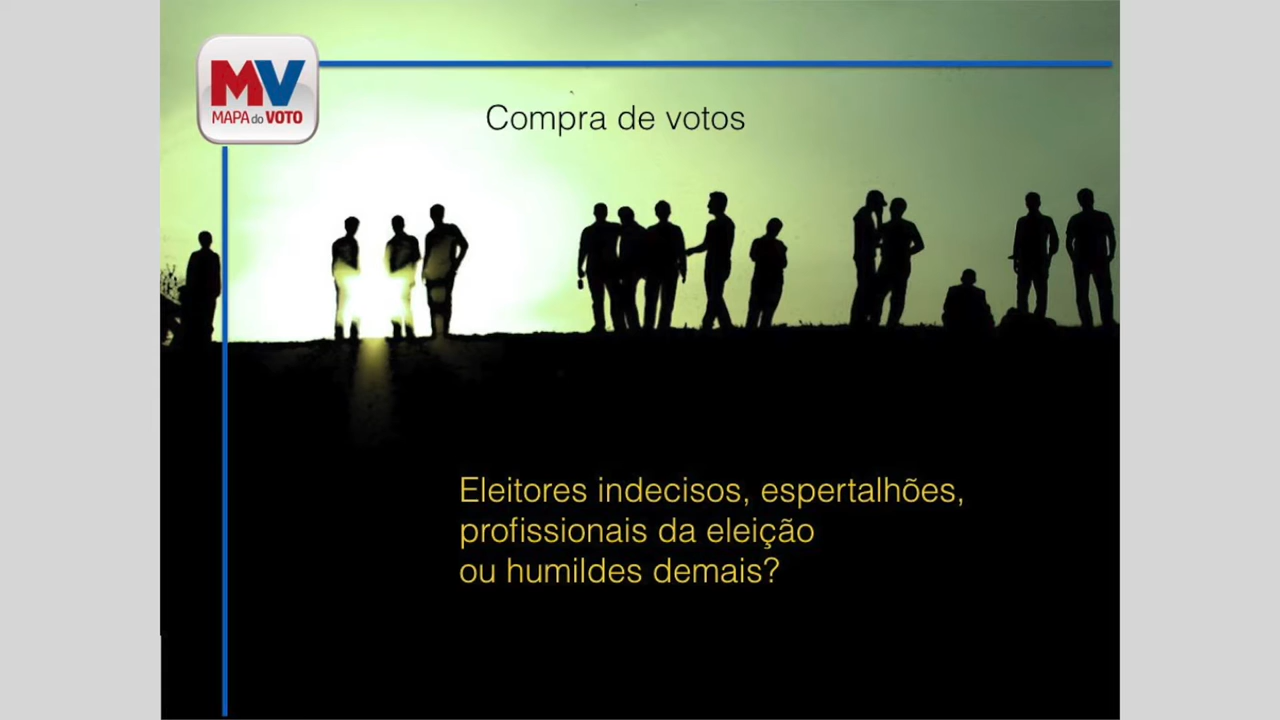 MV
MAPA do VOTO
Compra de votos
Eleitores indecisos, espertalhões,
profissionais da eleição
ou humildes demais?